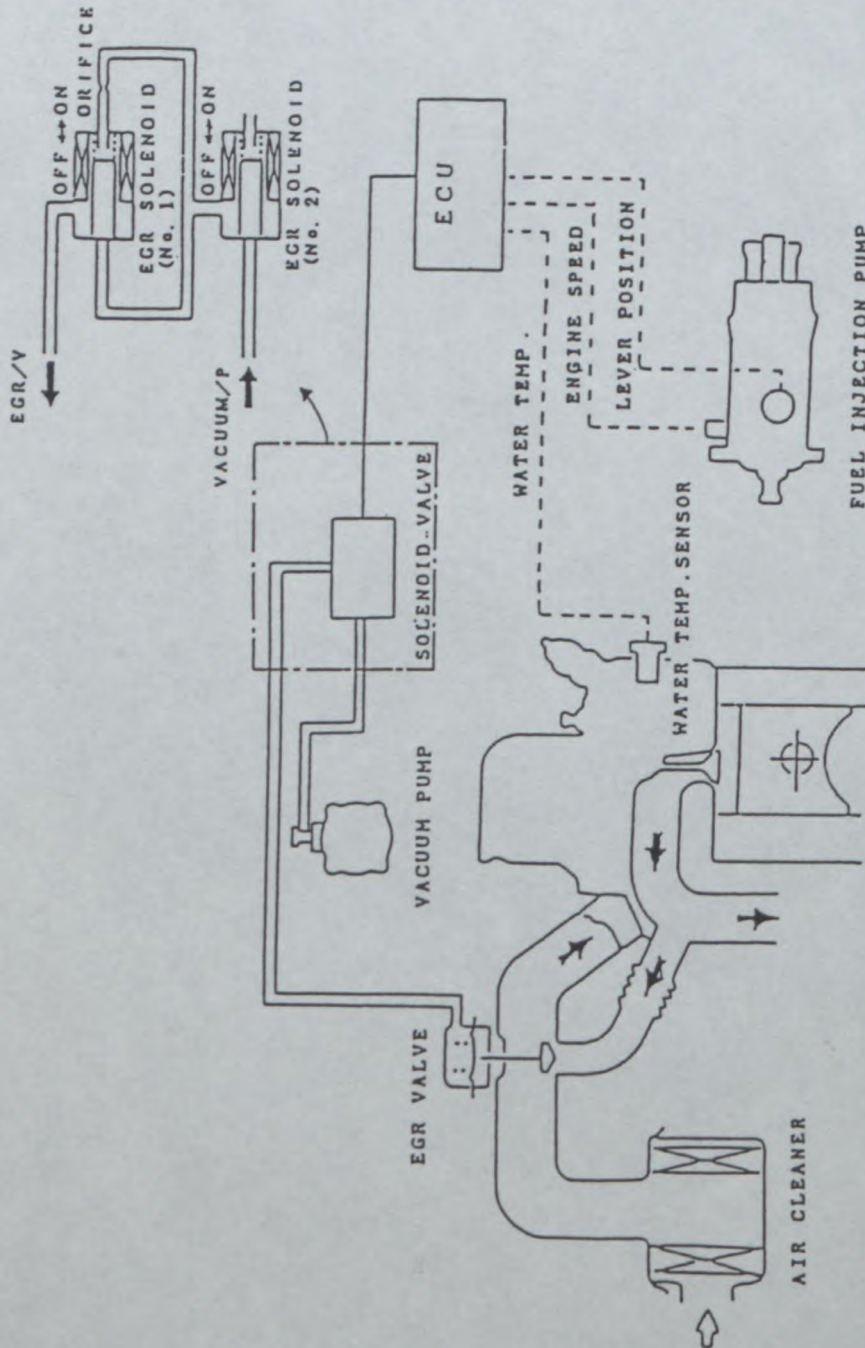 EGR/V
OFF ↔ ON
ORIFICE
EGR SOLENOID
(No. 1)
OFF ↔ ON
EGR SOLENOID
(No. 2)
VACUUM/P
SOLENOID VALVE
ECU
VACUUM PUMP
WATER TEMP.
ENGINE SPEED
LEVER POSITION
EGR VALVE
WATER TEMP. SENSOR
FUEL INJECTION PUMP
AIR CLEANER